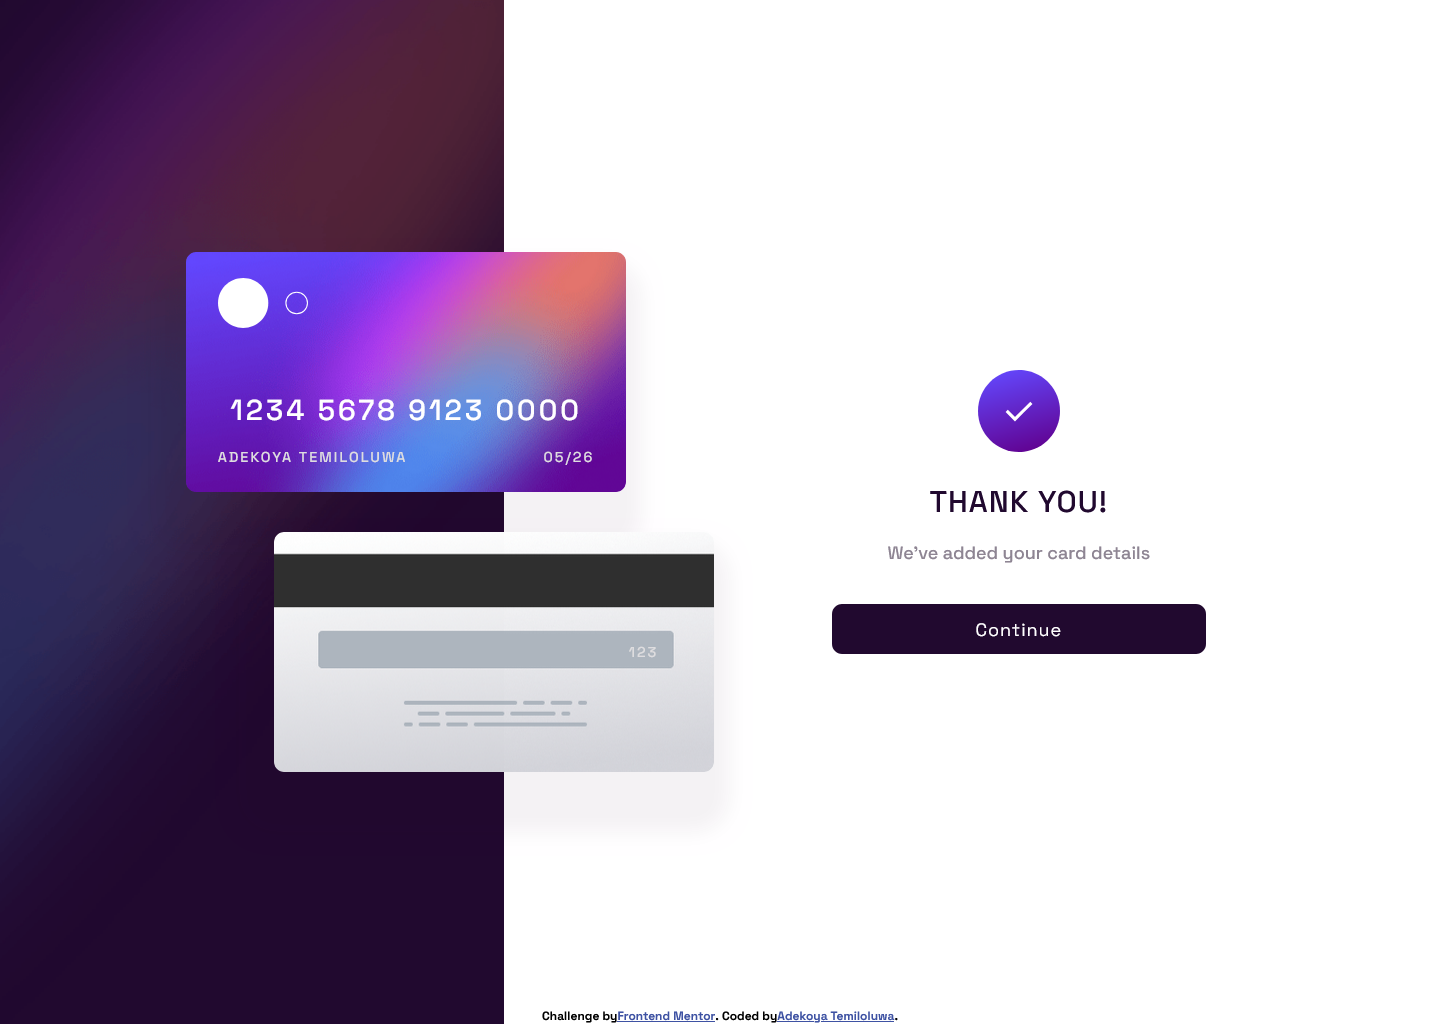 1234 5678 9123 0000
ADEKOYA TEMILOLUWA 05/26
123
THANK YOU!
We've added your card details
Continue
Challenge byFrontend Mentor. Coded byAdekoya Temiloluwa.